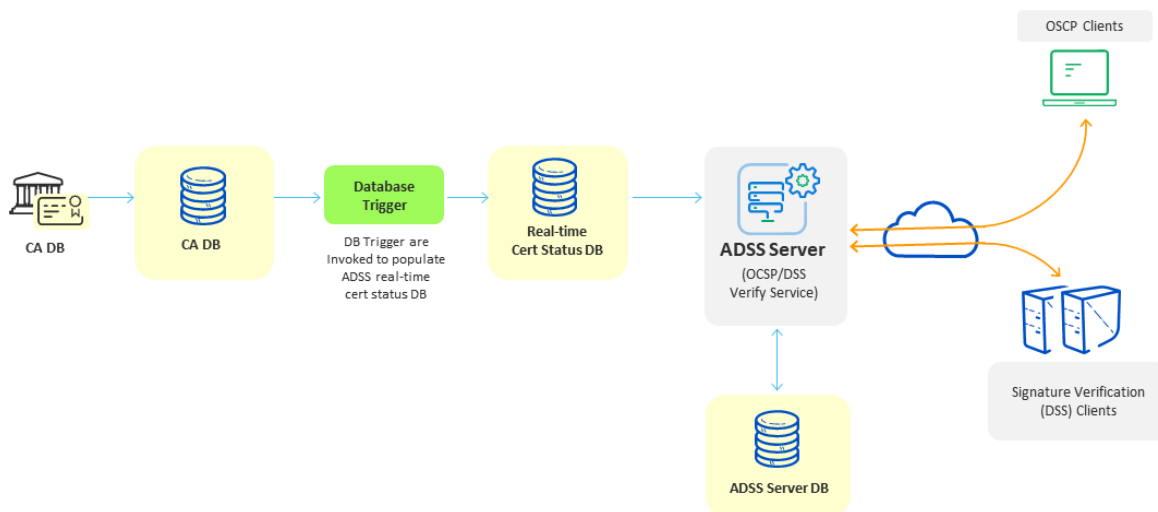 OSCP Clients
CA DB
CA DB
Database
Trigger
DB Trigger are
Invoked to populate
ADSS real-time
cert status DB
Real-time
Cert Status DB
ADSS Server
(OCSP/DSS
Verify Service)
Signature Verification
(DSS) Clients
ADSS Server DB